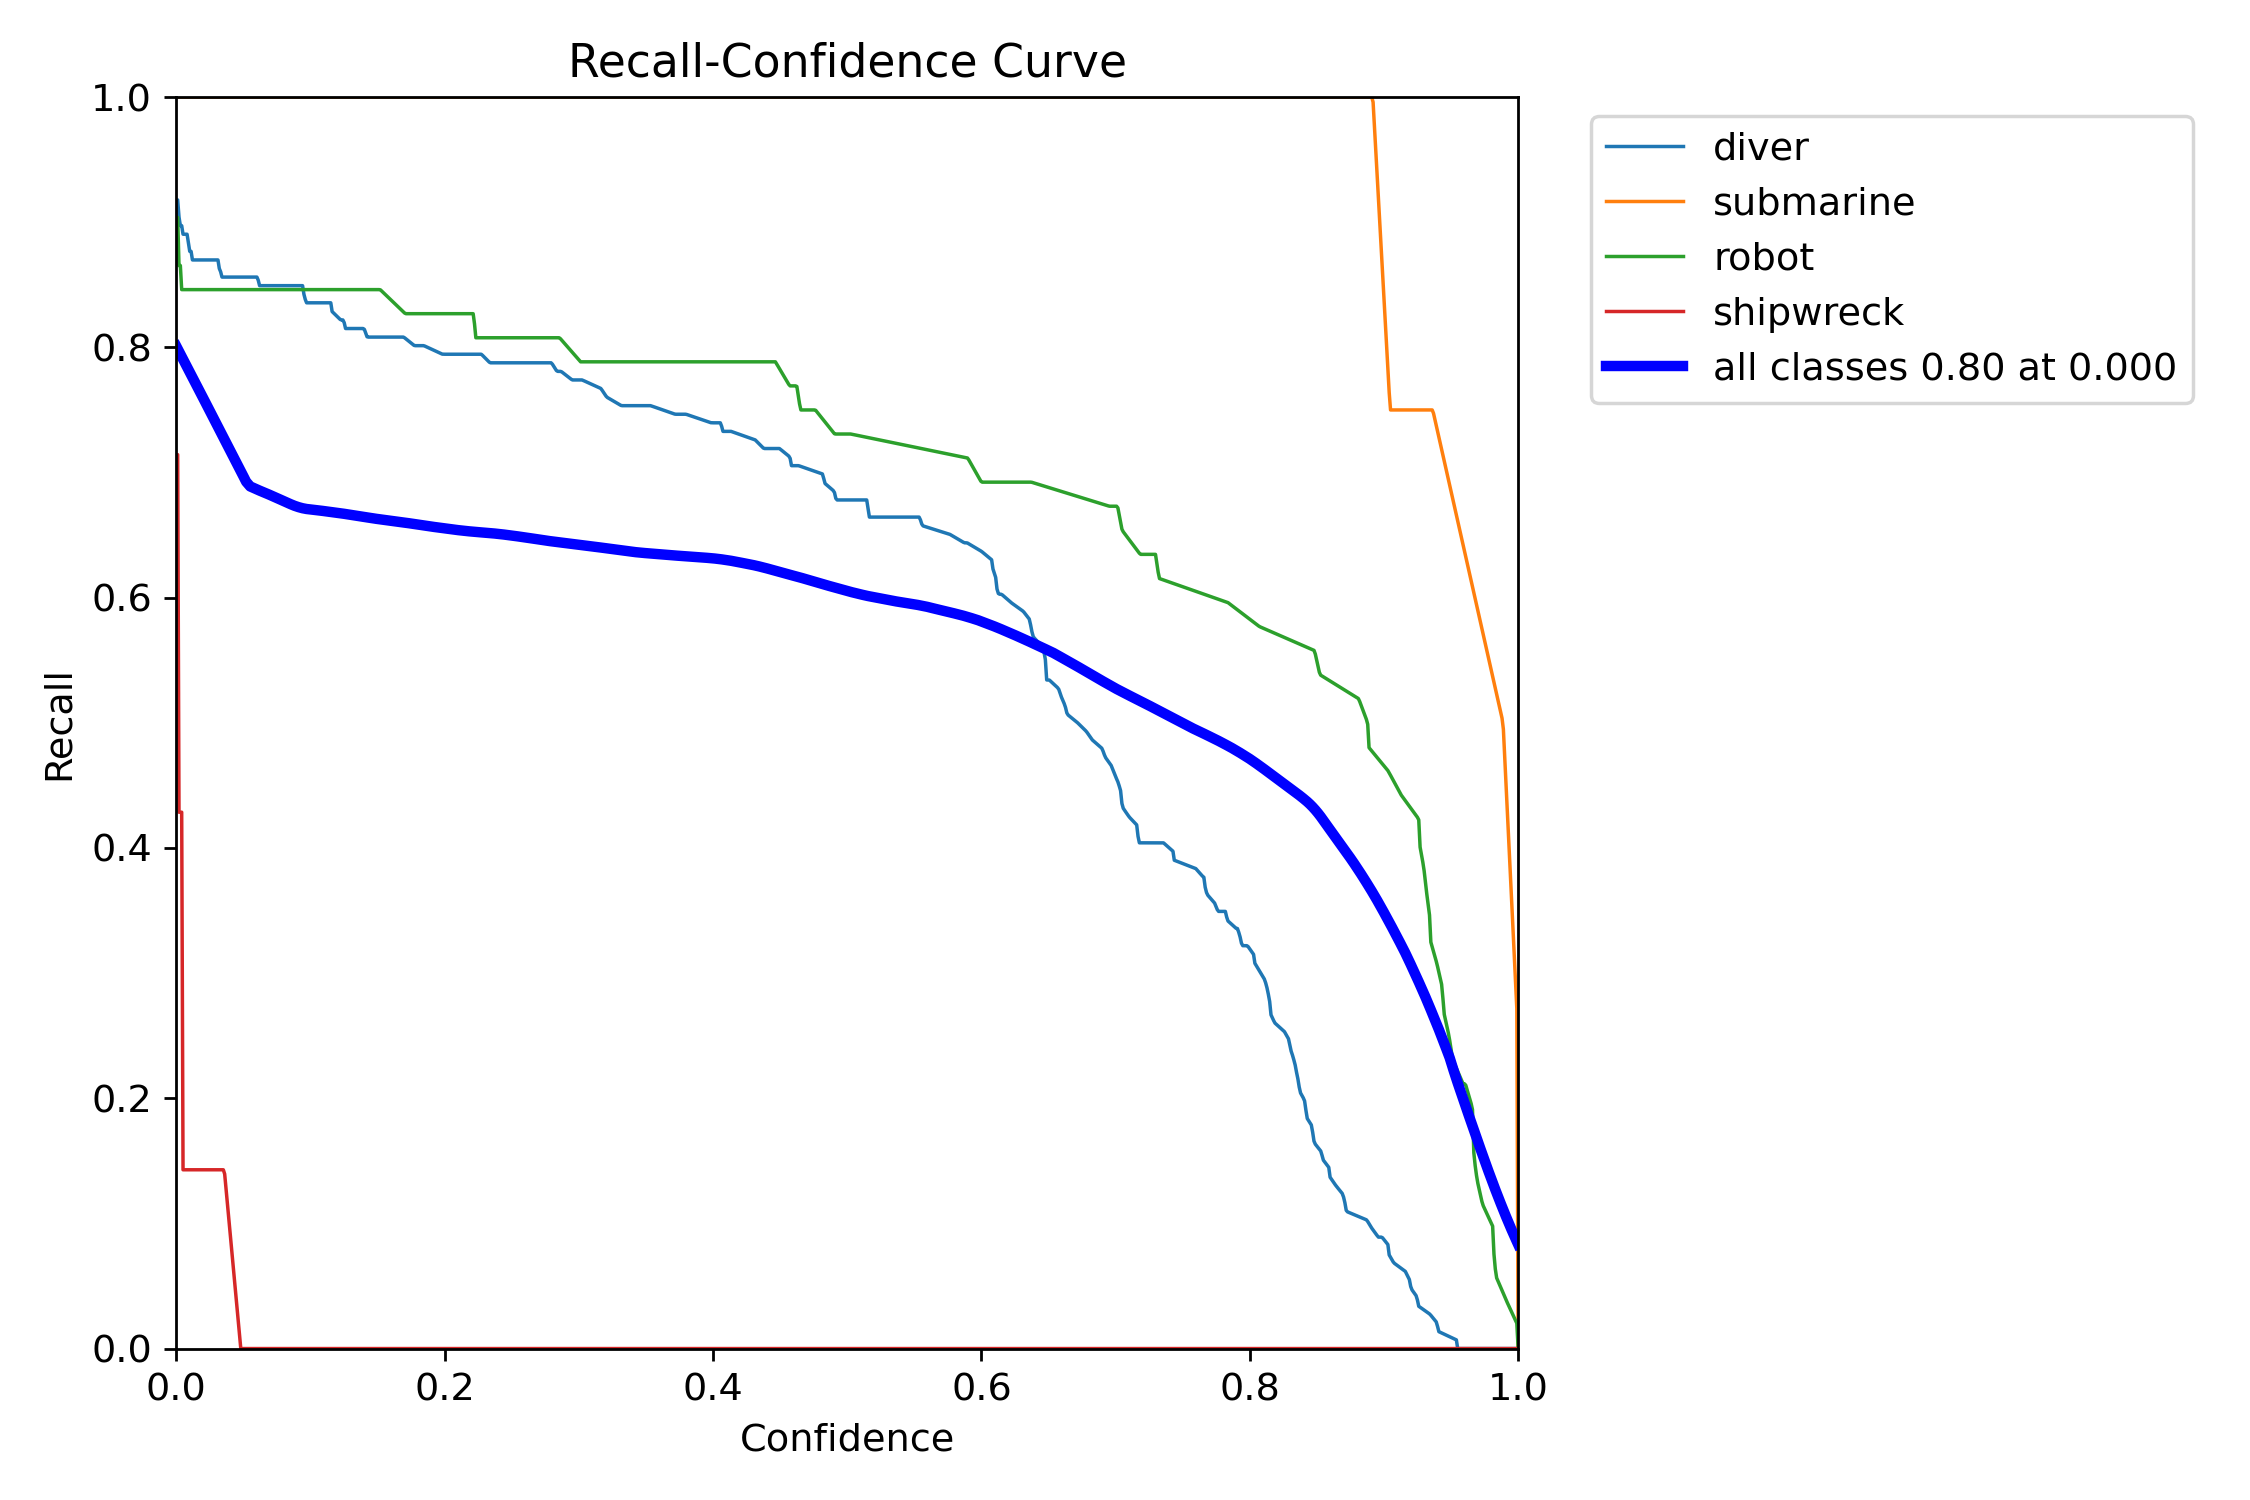 Recall-Confidence Curve
1.0
0.8
0.6
0.4
0.2
0.0
Recall
0.0 0.2 0.4 0.6 0.8 1.0
Confidence
diver
submarine
robot
shipwreck
all classes 0.80 at 0.000